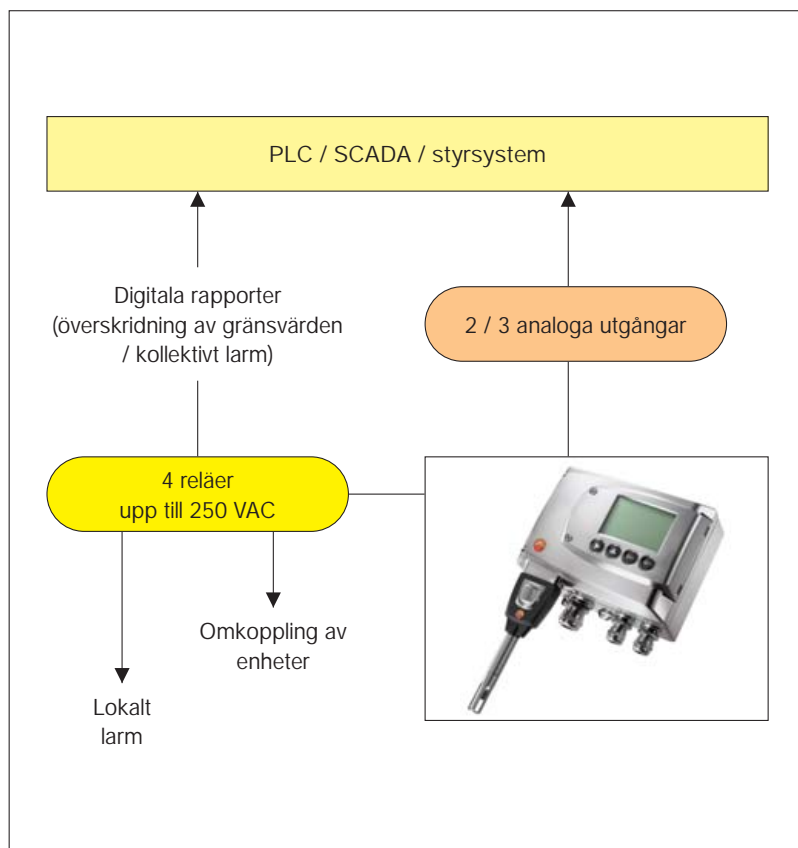 PLC / SCADA / styrsystem
Digitala rapporter
(överskridning av gränsvärden
/ kollektivt larm)
2 / 3 analoga utgångar
4 reläer
upp till 250 VAC
Omkoppling av
enheter
Lokalt
larm